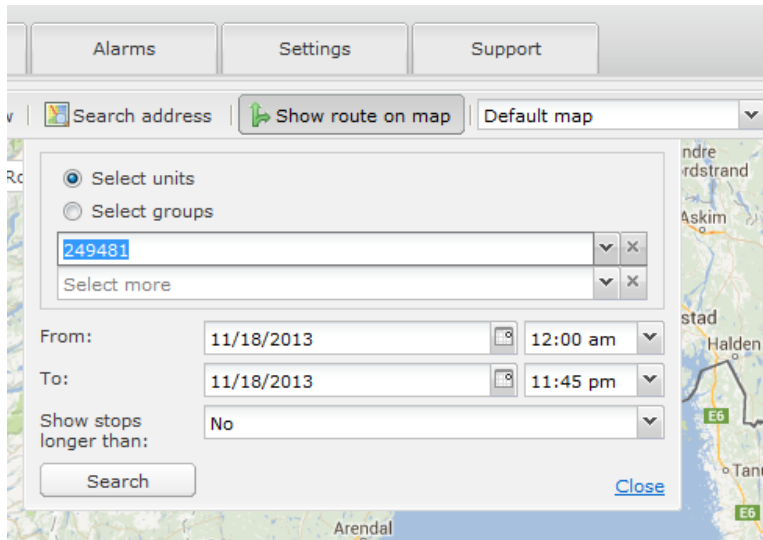 Alarms Settings Support
Search address Show route on map Default map
Select units
Select groups
249481
Select more
From: 11/18/2013 12:00 am
To: 11/18/2013 11:45 pm
Show stops longer than: No
Search Close
Askim
Halden
E6
E6
Arendal